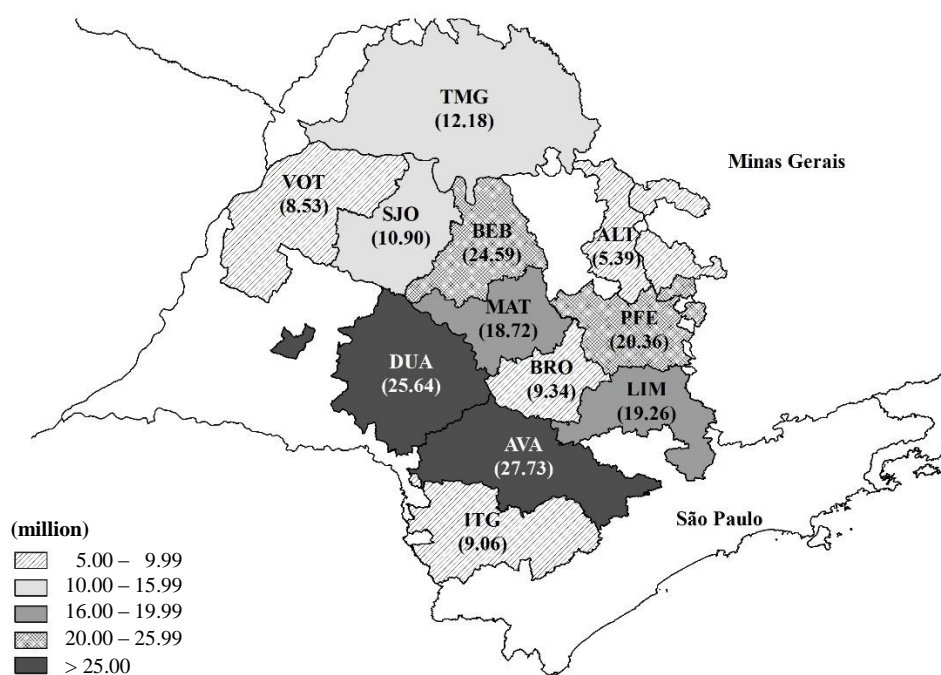 TMG
(12.18)
Minas Gerais
VOT
(8.53)
SJO
(10.90)
BEB
(24.59)
ALT
(5.39)
MAT
(18.72)
PFE
(20.36)
DUA
(25.64)
BRO
(9.34)
LIM
(19.26)
AVA
(27.73)
ITG
(9.06)
São Paulo
(million)
5.00 – 9.99
10.00 – 15.99
16.00 – 19.99
20.00 – 25.99
> 25.00